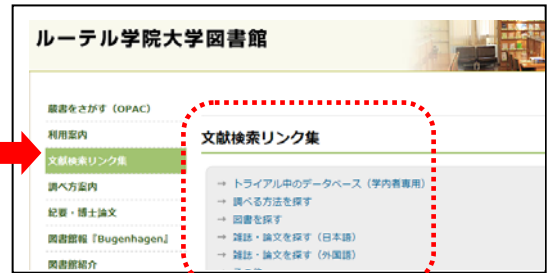 ルーテル学院大学図書館
蔵書をさがす（OPAC）
利用案内
文献検索リンク集
調べ方案内
紀要・博士論文
図書館報『Bugenhagen』
図書館紹介
文献検索リンク集
→ トライアル中のデータベース（学内者専用）
→ 調べる方法を探す
→ 図書を探す
→ 雑誌・論文を探す（日本語）
→ 雑誌・論文を探す（外国語）